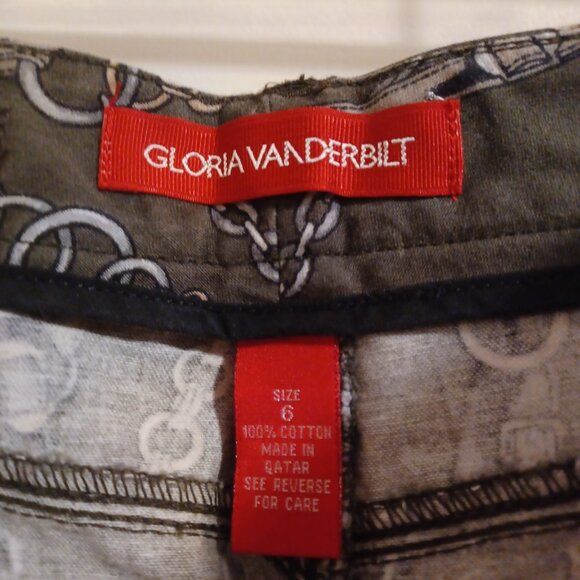 GLORIA VANDERBILT
SIZE
6
100% COTTON
MADE IN
QATAR
SEE REVERSE
FOR CARE